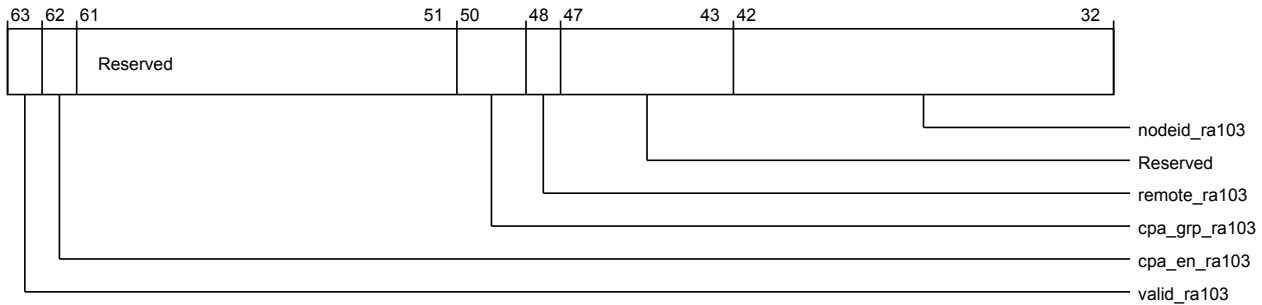 63 62 61 51 50 48 47 43 42 32
Reserved
nodeid_ra103
Reserved
remote_ra103
cpa_grp_ra103
cpa_en_ra103
valid_ra103